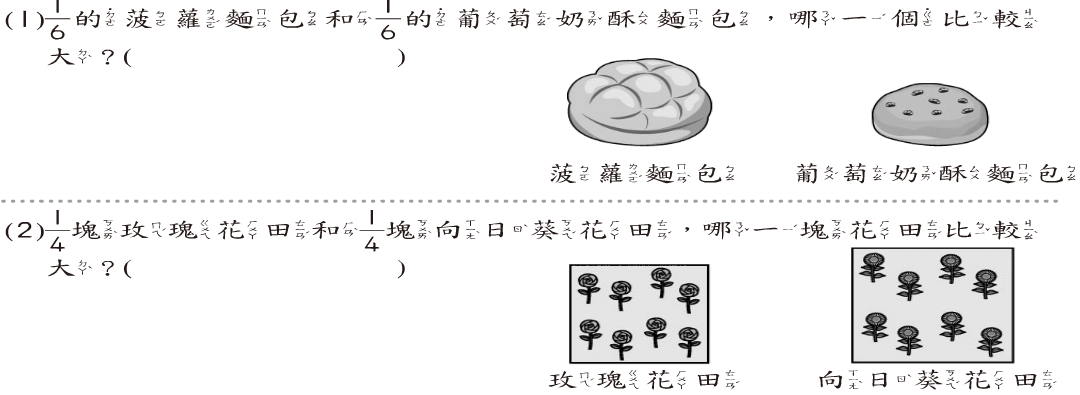 (1) 1/6的菠蘿麵包和1/6的葡萄奶酥麵包，哪一個比較
大？(　　　　　　　)
菠蘿麵包　葡萄奶酥麵包
(2) 1/4塊玫瑰花田和1/4塊向日葵花田，哪一塊花田比較
大？(　　　　　　　)
玫瑰花田　向日葵花田